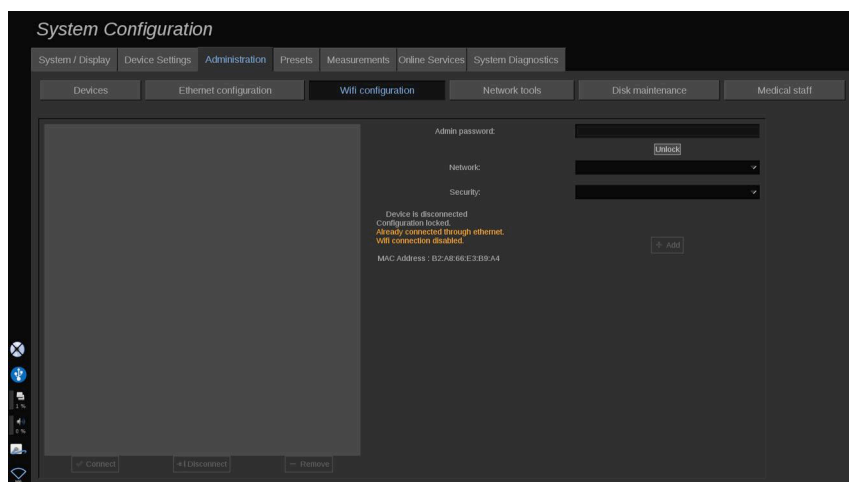 System Configuration
System / Display Device Settings Administration Presets Measurements Online Services System Diagnostics
Devices Ethernet configuration Wifi configuration Network tools Disk maintenance Medical staff
Admin password:
Unlock
Network:
Security:
Device is disconnected
Configuration locked.
Already connected through ethernet.
Wifi connection disabled.
+ Add
MAC Address : B2:A8:66:E3:B9:A4
1 %
0 %
Connect Disconnect − Remove